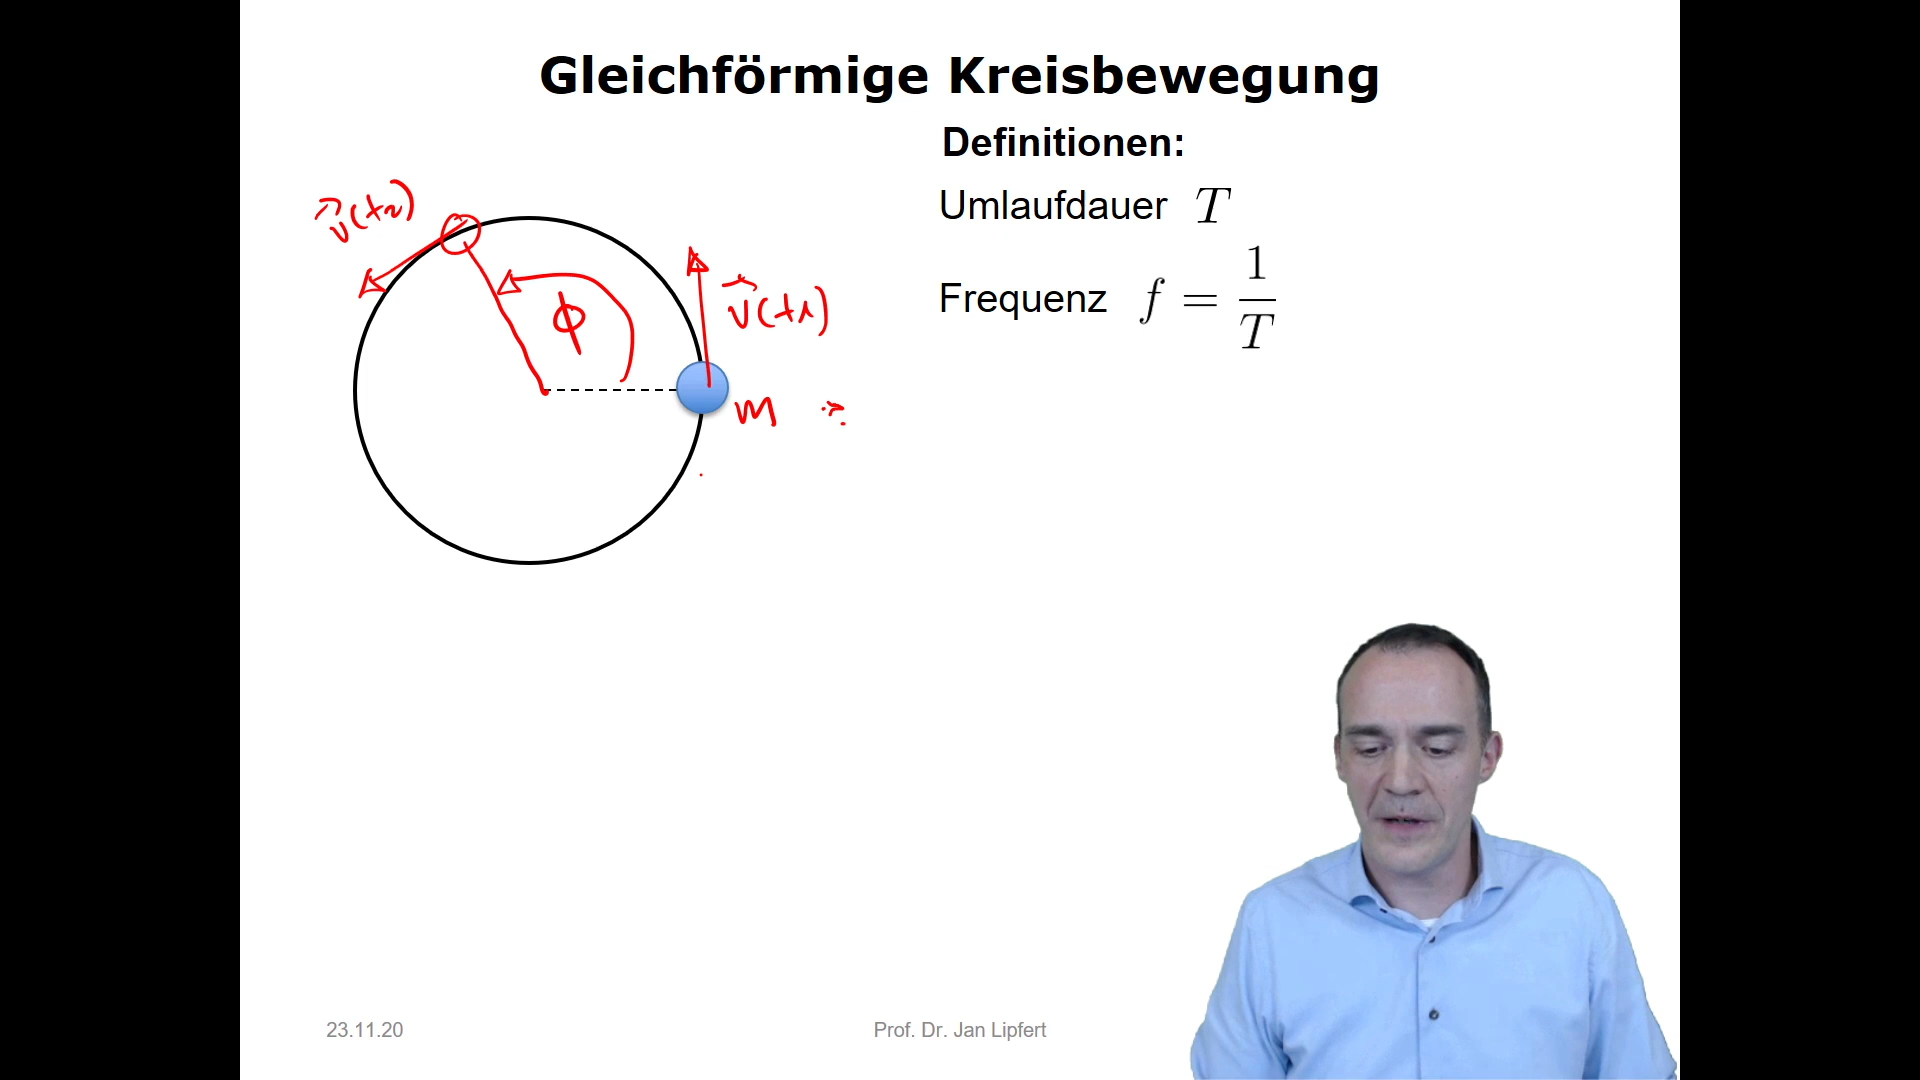 Gleichförmige Kreisbewegung
Definitionen:
Umlaufdauer T
Frequenz f = 1/T
v⃗(t2)
ϕ
v⃗(t1)
m
23.11.20
Prof. Dr. Jan Lipfert